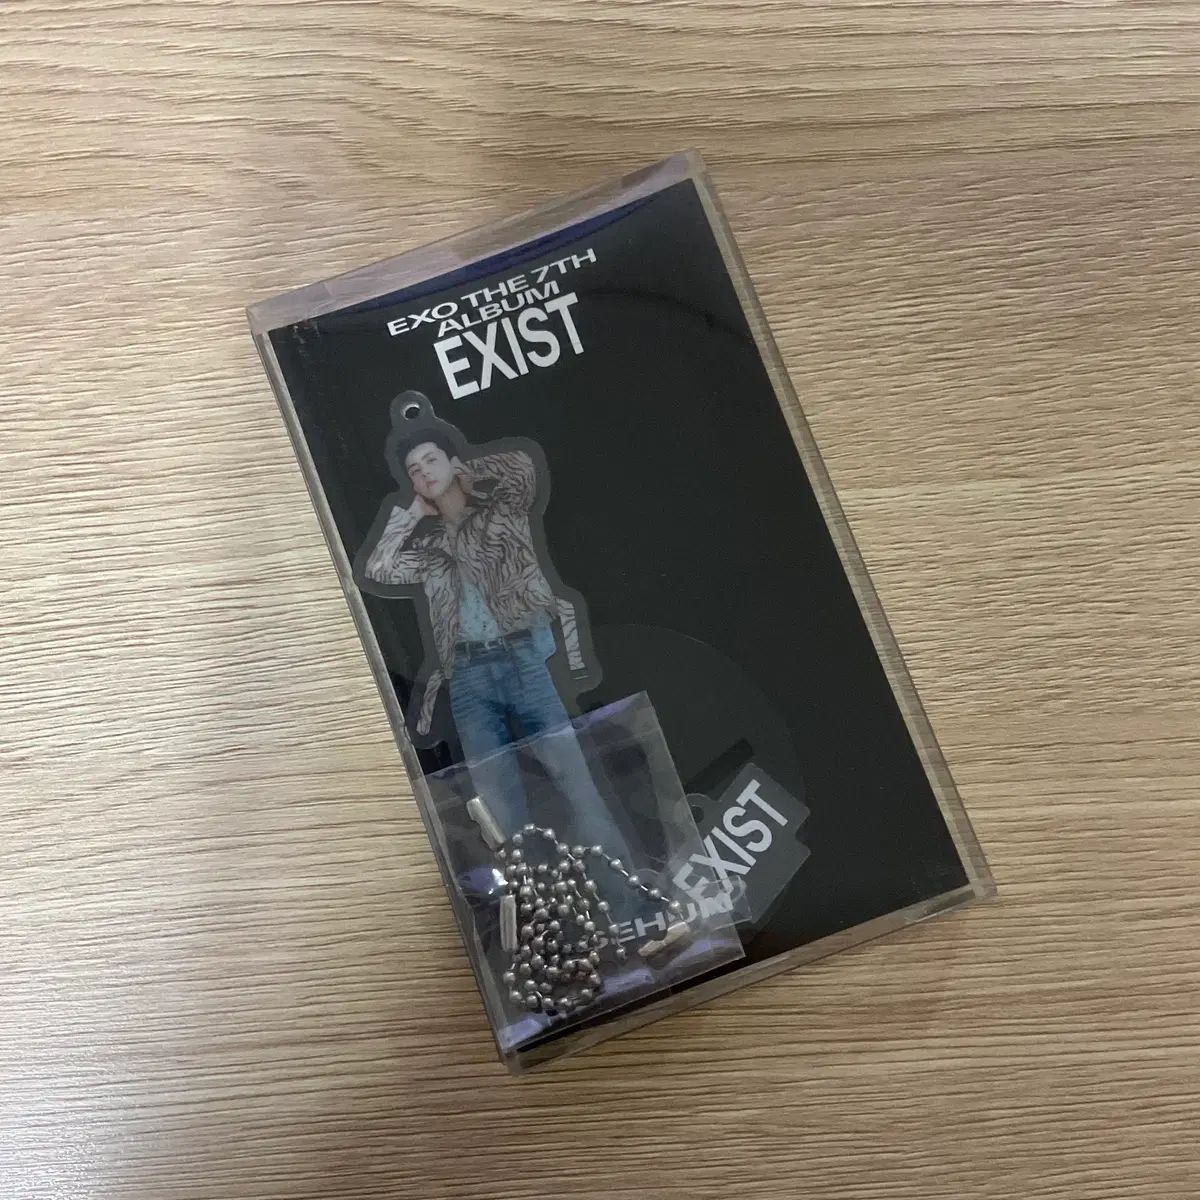 EXO THE 7TH
ALBUM
EXIST
EXIST
SEHUN